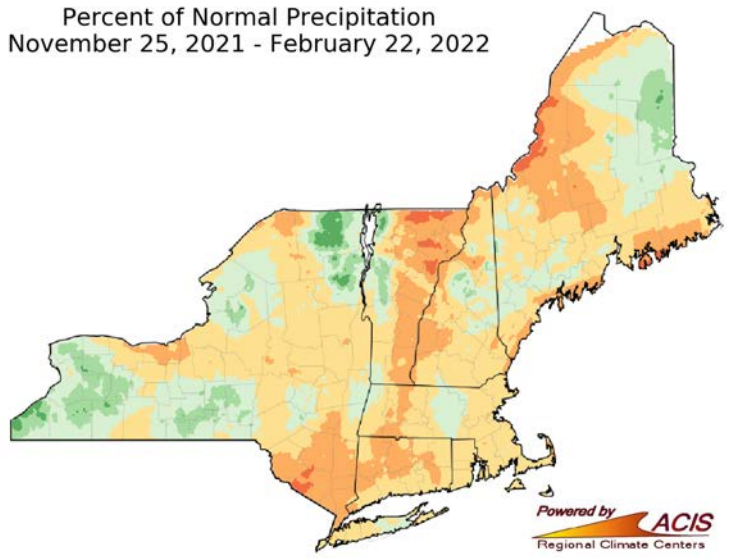 Percent of Normal Precipitation
November 25, 2021 - February 22, 2022
Powered by
ACIS
Regional Climate Centers